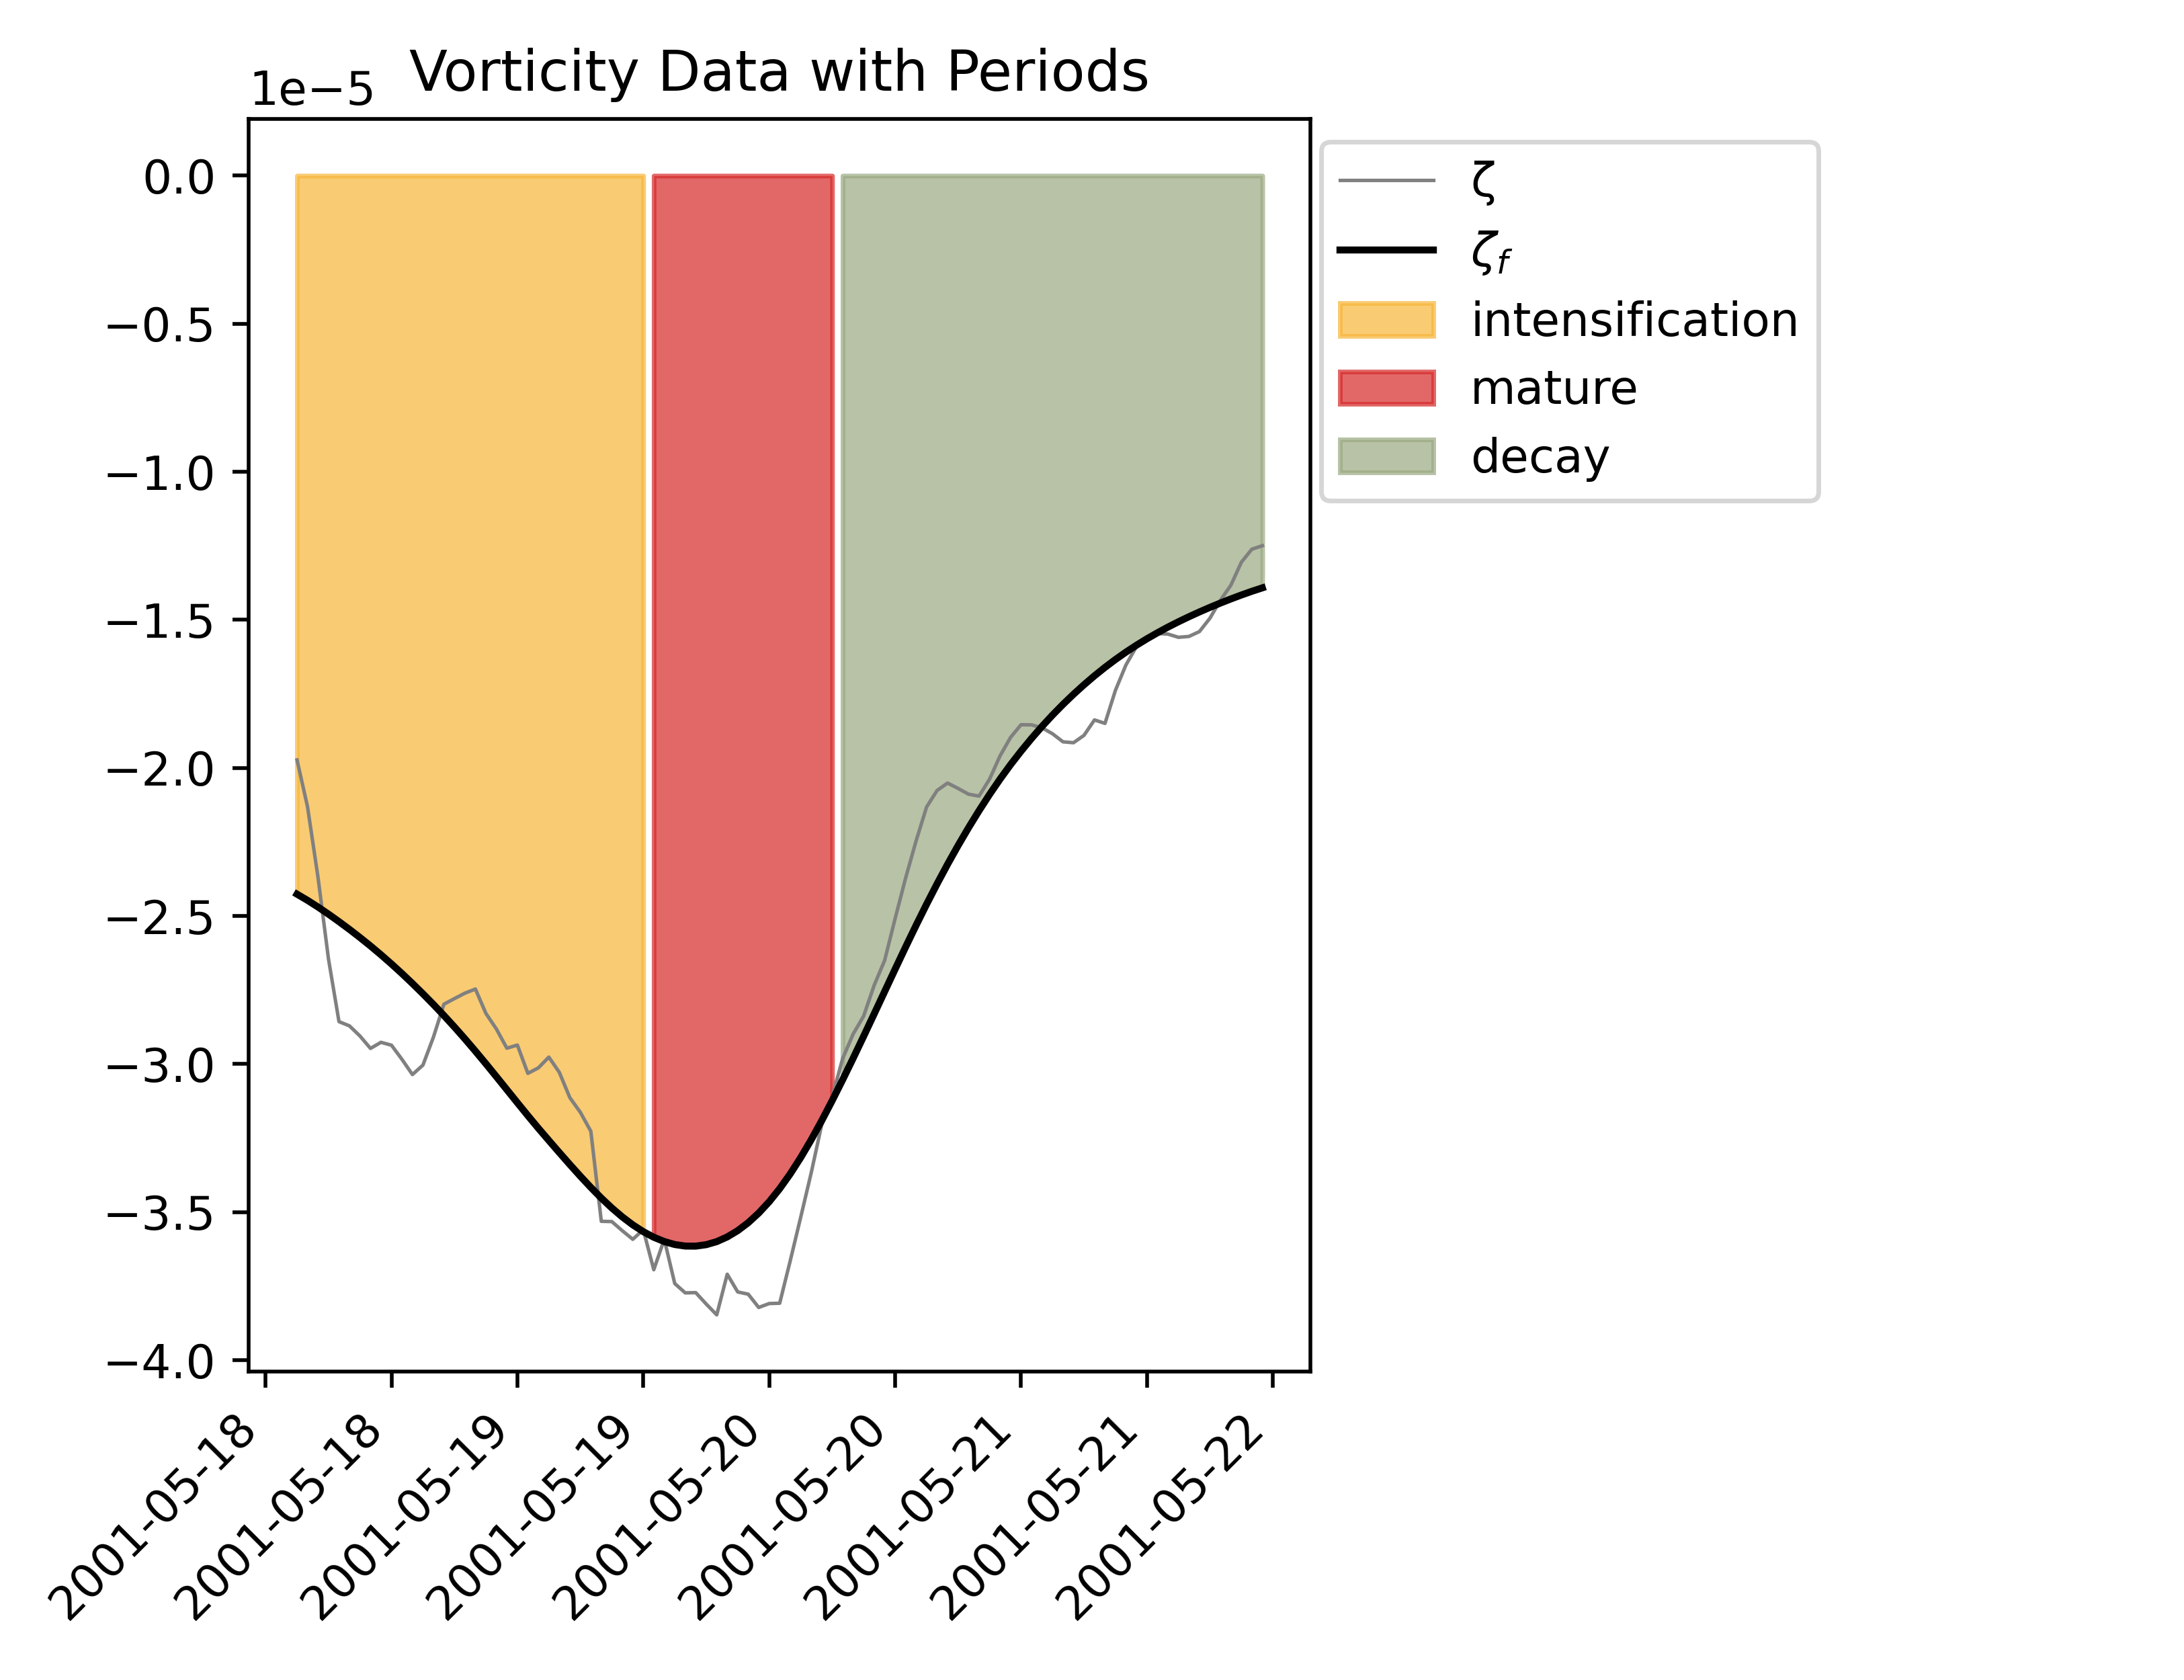 Vorticity Data with Periods
1e−5
0.0
−0.5
−1.0
−1.5
−2.0
−2.5
−3.0
−3.5
−4.0
2001-05-18
2001-05-18
2001-05-19
2001-05-19
2001-05-20
2001-05-20
2001-05-21
2001-05-21
2001-05-22
ζ
ζf
intensification
mature
decay